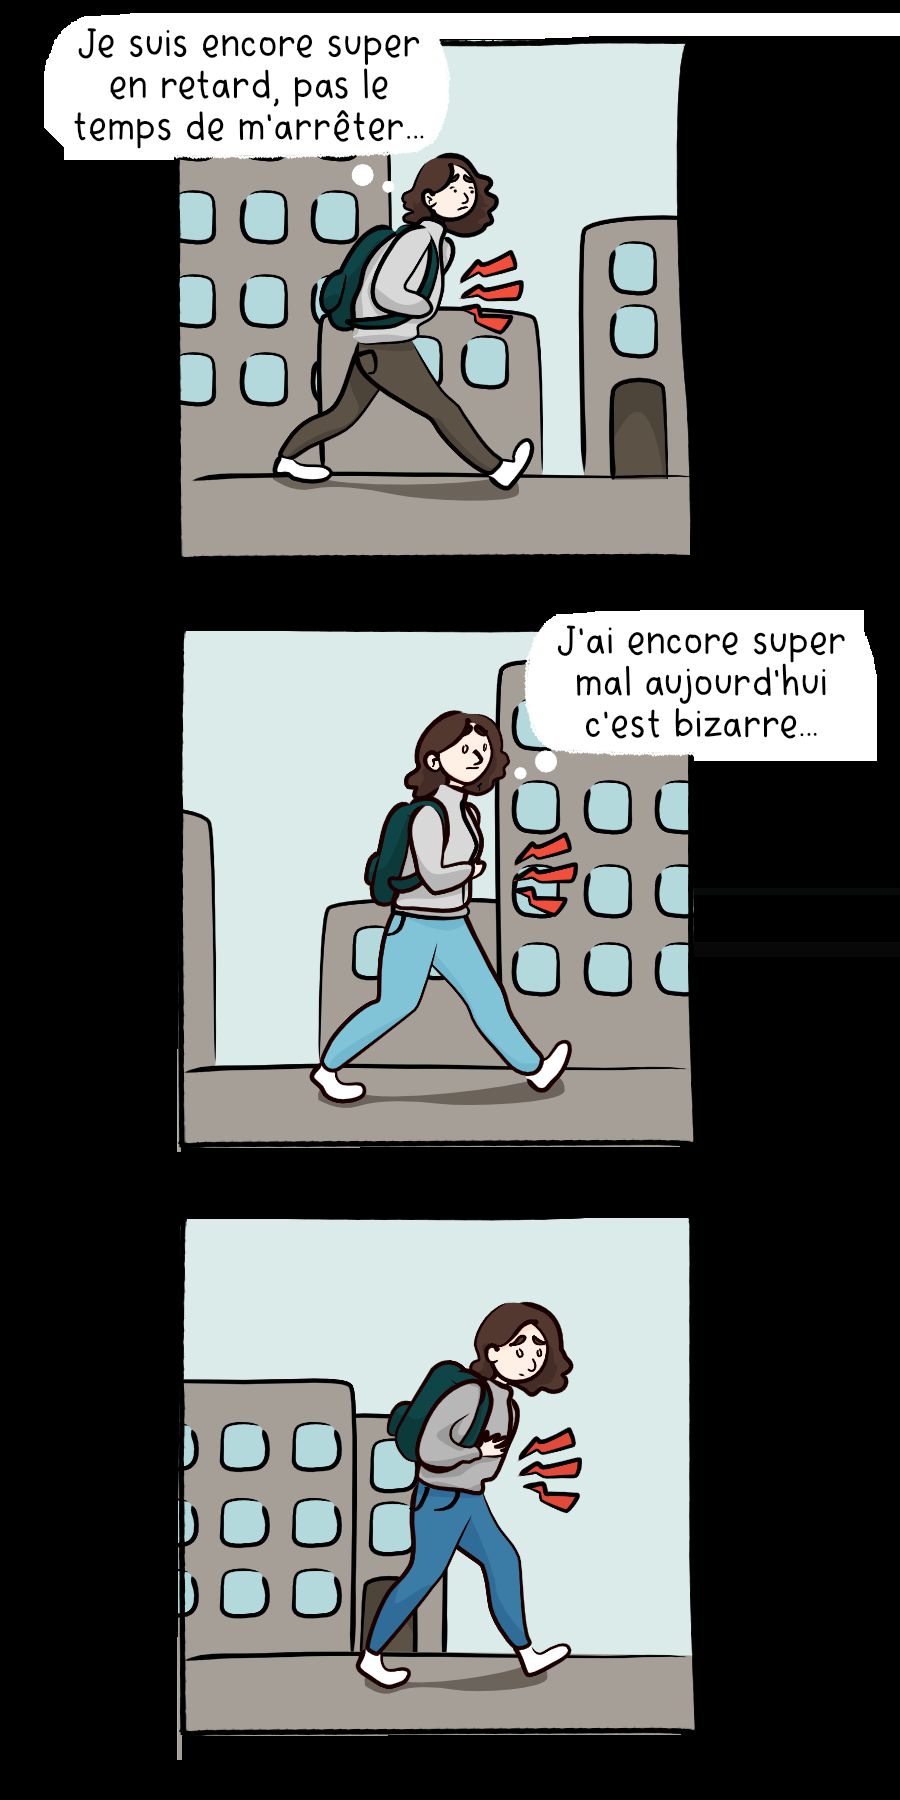 Je suis encore super
en retard, pas le
temps de m'arrêter...
J'ai encore super
mal aujourd'hui
c'est bizarre...